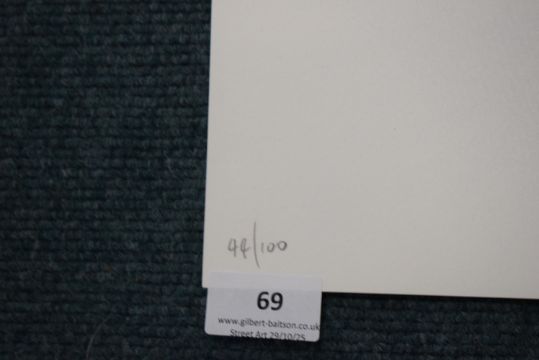 44/100
69
www.gilbert-baitson.co.uk
Street Art 29/10/25